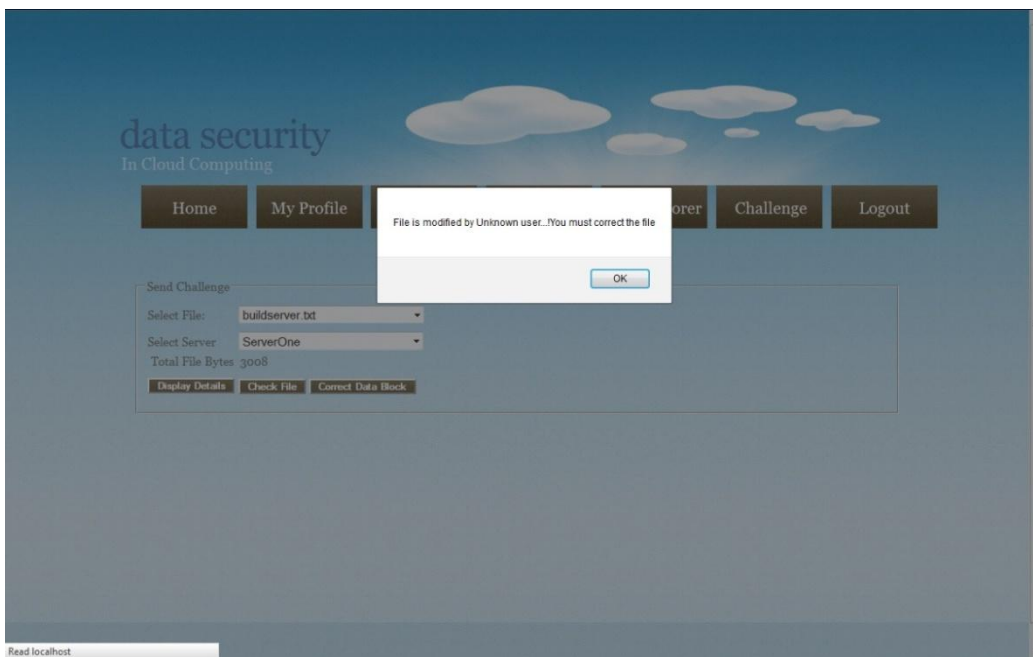 data security
In Cloud Computing
Home My Profile orer Challenge Logout
File is modified by Unknown user...!You must correct the file
OK
Send Challenge
Select File: buildserver.txt
Select Server ServerOne
Total File Bytes 3008
Display Details Check File Correct Data Block
Read localhost